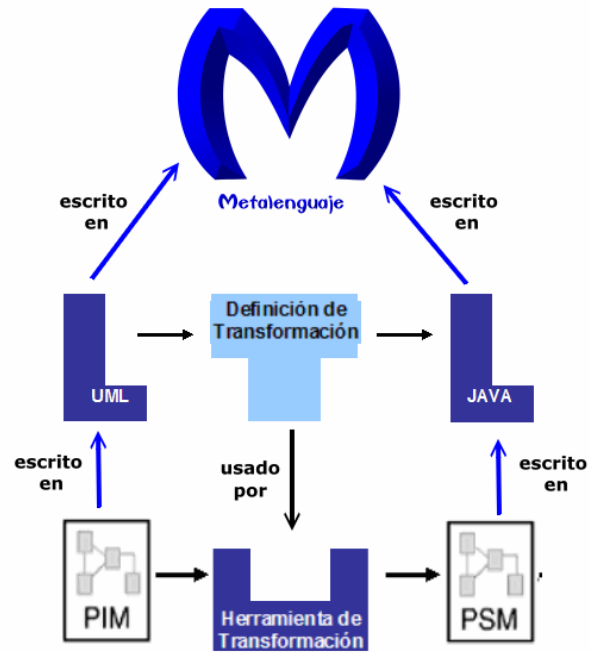 Metalenguaje
escrito
en
escrito
en
Definición de
Transformación
UML
JAVA
escrito
en
usado
por
escrito
en
PIM
PSM
Herramienta de
Transformación